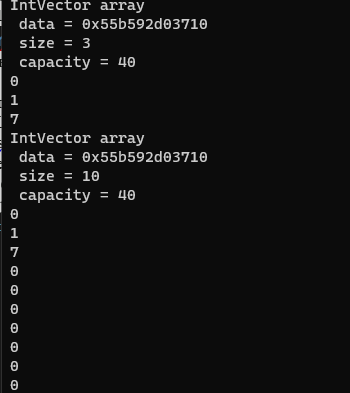 IntVector array
 data = 0x55b592d03710
 size = 3
 capacity = 40
0
1
7
IntVector array
 data = 0x55b592d03710
 size = 10
 capacity = 40
0
1
7
0
0
0
0
0
0
0